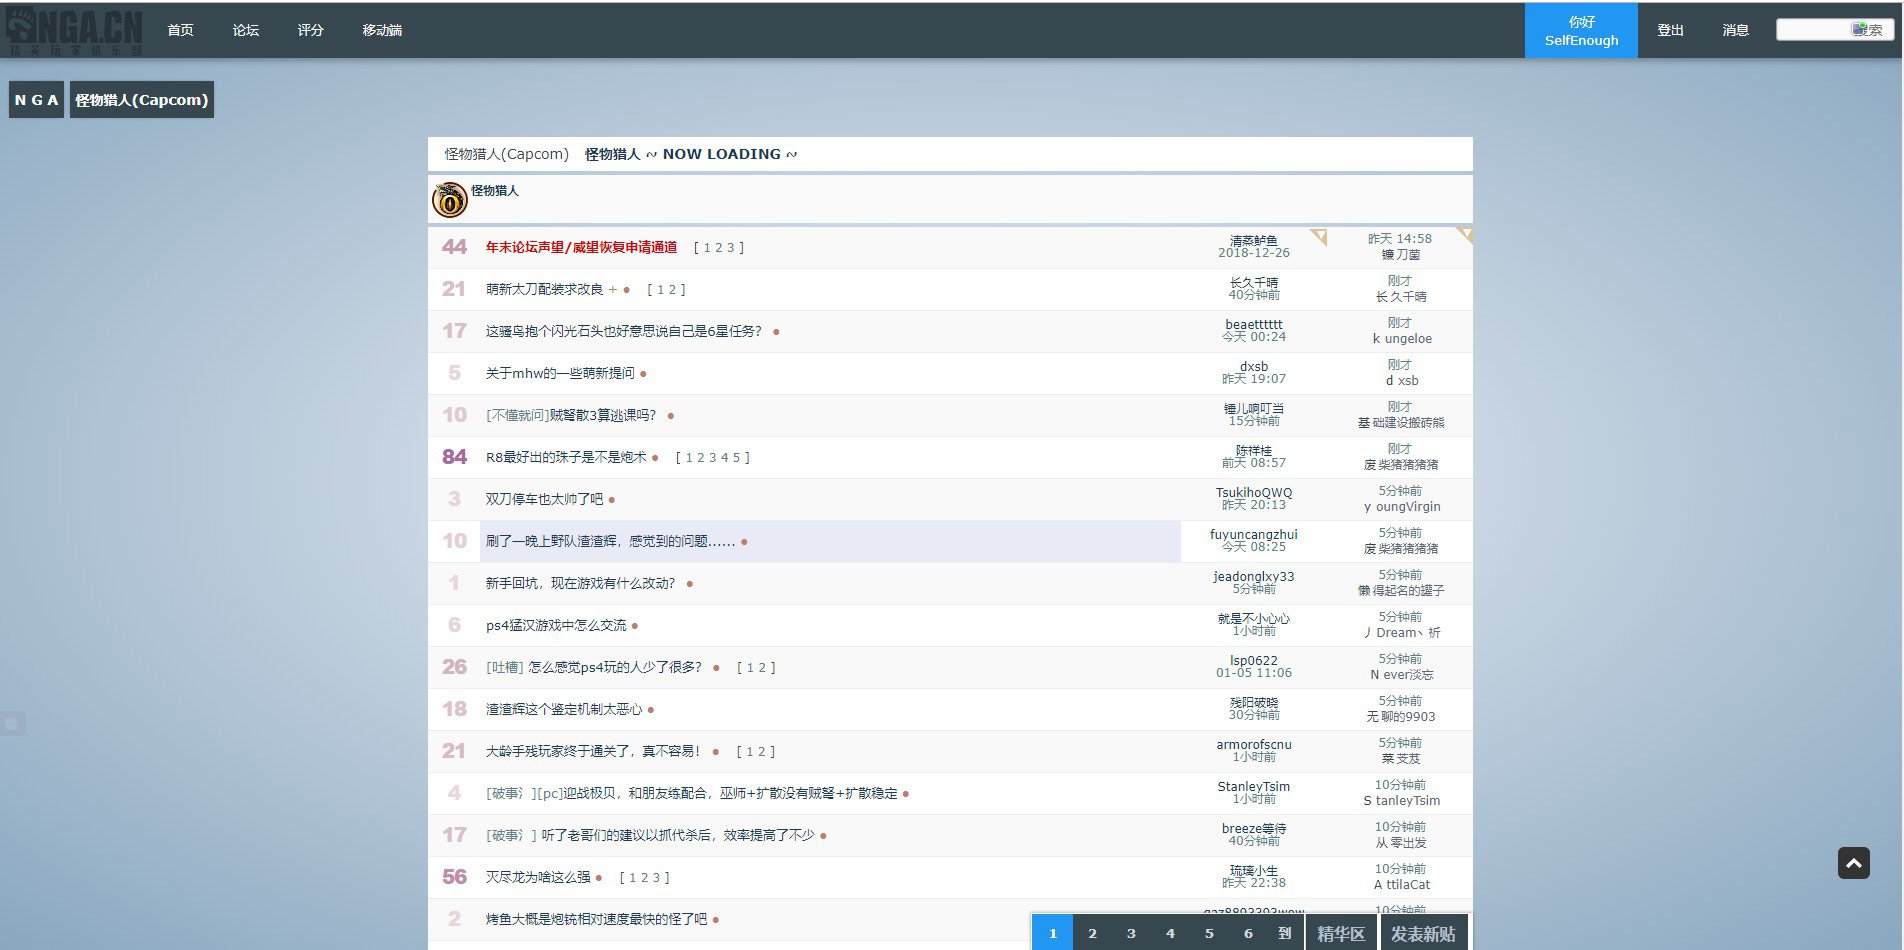 NGA.CN
精英玩家俱乐部
首页 论坛 评分 移动端
你好
SelfEnough
登出 消息 搜索
N G A 怪物猎人(Capcom)
怪物猎人(Capcom) 怪物猎人 ~ NOW LOADING ~
怪物猎人
44 年末论坛声望/威望恢复申请通道 [ 1 2 3 ] 清蒸鲈鱼 2018-12-26 昨天 14:58 镰刀菌
21 萌新太刀配装求改良 + ● [ 1 2 ] 长久千晴 40分钟前 刚才 长久千晴
17 这骚鸟抱个闪光石头也好意思说自己是6星任务? ● beaetttttt 今天 00:24 刚才 k ungeloe
5 关于mhw的一些萌新提问 ● dxsb 昨天 19:07 刚才 d xsb
10 [不懂就问]贼弩散3算逃课吗? ● 锤儿响叮当 15分钟前 刚才 基础建设搬砖熊
84 R8最好出的珠子是不是炮术 ● [ 1 2 3 4 5 ] 陈祥桂 前天 08:57 刚才 废柴猪猪猪猪
3 双刀停车也太帅了吧 ● TsukihoQWQ 昨天 20:13 5分钟前 y oungVirgin
10 刷了一晚上野队渣渣辉，感觉到的问题…… ● fuyuncangzhui 今天 08:25 5分钟前 废柴猪猪猪猪
1 新手回坑，现在游戏有什么改动? ● jeadonglxy33 5分钟前 5分钟前 懒得起名的罐子
6 ps4猛汉游戏中怎么交流 ● 就是不小心心 1小时前 5分钟前 丿Dream丶祈
26 [吐槽] 怎么感觉ps4玩的人少了很多? ● [ 1 2 ] lsp0622 01-05 11:06 5分钟前 N ever淡忘
18 渣渣辉这个鉴定机制太恶心 ● 残阳破晓 30分钟前 5分钟前 无聊的9903
21 大龄手残玩家终于通关了，真不容易! ● [ 1 2 ] armorofscnu 1小时前 5分钟前 菜芡芨
4 [破事氵][pc]迎战极贝，和朋友练配合，巫师+扩散没有贼弩+扩散稳定 ● StanleyTsim 1小时前 10分钟前 S tanleyTsim
17 [破事氵] 听了老哥们的建议以抓代杀后，效率提高了不少 ● breeze等待 40分钟前 10分钟前 从零出发
56 灭尽龙为啥这么强 ● [ 1 2 3 ] 琉璃小生 昨天 22:38 10分钟前 A ttilaCat
2 烤鱼大概是炮铳相对速度最快的怪了吧 ● 10分钟前
1 2 3 4 5 6 到 精华区 发表新贴